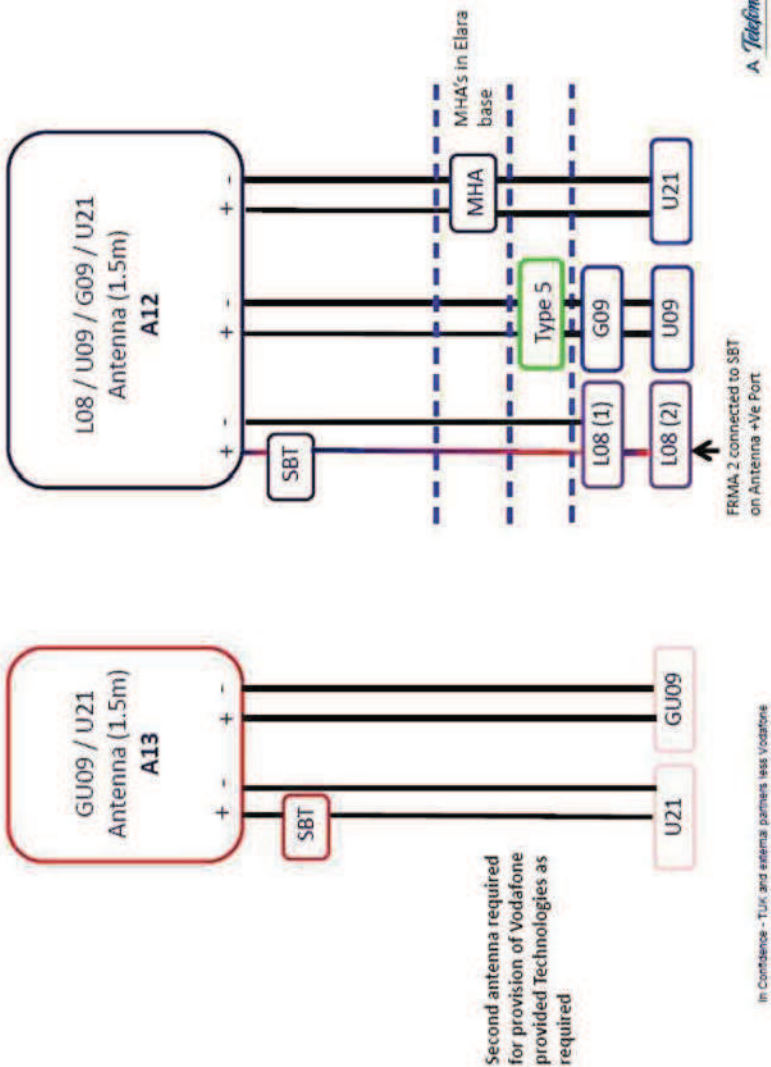 GU09 / U21
Antenna (1.5m)
A13
+ - + -
SBT
U21
GU09
Second antenna required
for provision of Vodafone
provided Technologies as
required
L08 / U09 / G09 / U21
Antenna (1.5m)
A12
+ - + - + -
SBT
MHA's in Elara
base
MHA
Type 5
L08 (1)
G09
L08 (2)
U09
U21
FRMA 2 connected to SBT
on Antenna +Ve Port
In Confidence - TUK and external partners less Vodafone
A